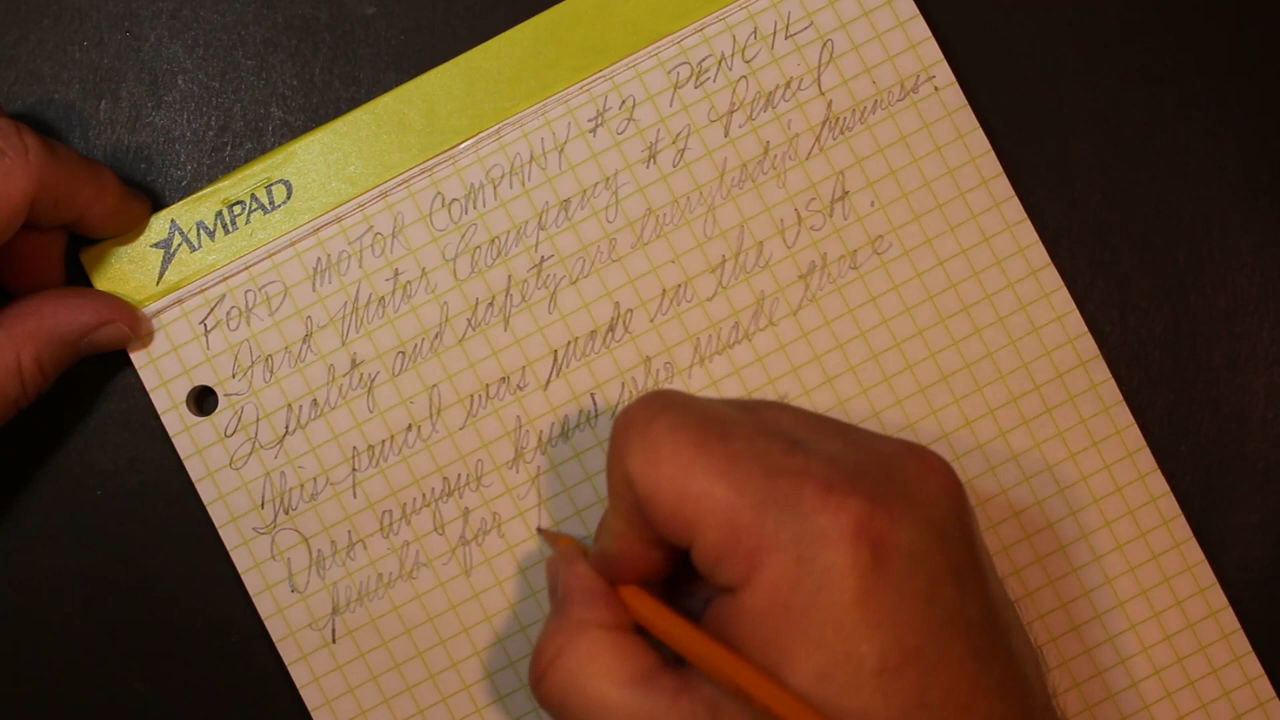 AMPAD
FORD MOTOR COMPANY #2 PENCIL
Ford Motor Company #2 Pencil
Quality and safety are everybody's business.
This pencil was made in the USA.
Does anyone know who made these
pencils for